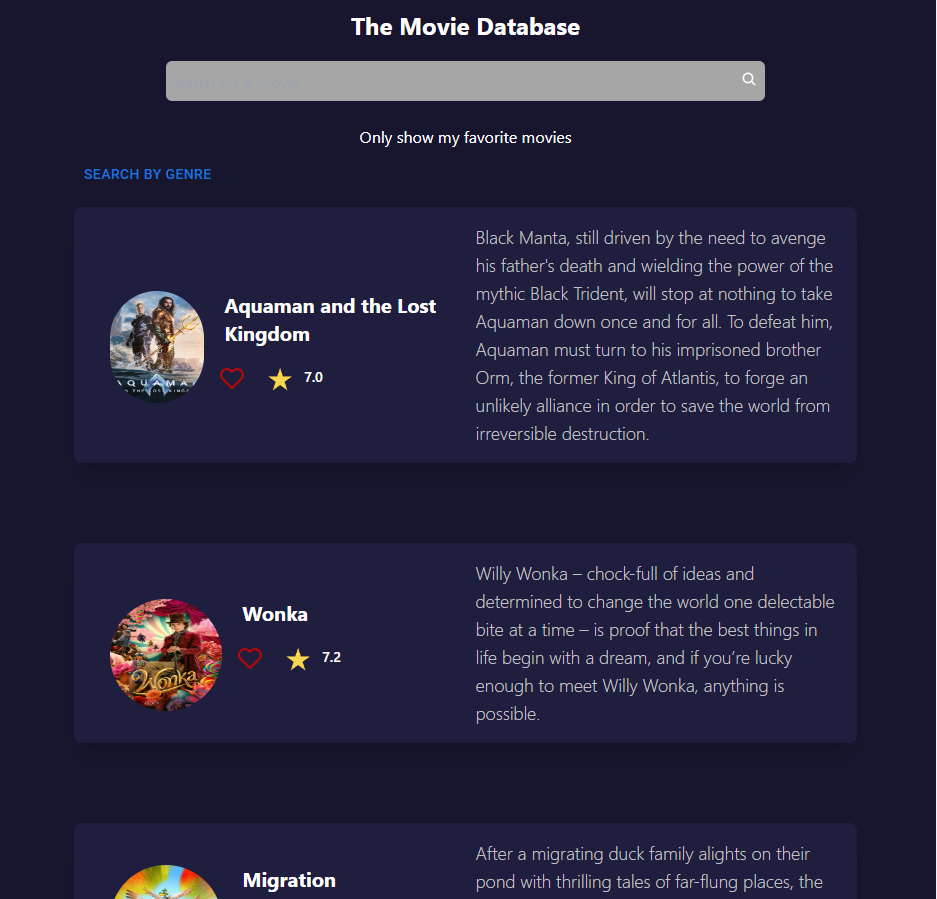 The Movie Database
Search for a Movie
Only show my favorite movies
SEARCH BY GENRE
Black Manta, still driven by the need to avenge
his father's death and wielding the power of the
mythic Black Trident, will stop at nothing to take
Aquaman down once and for all. To defeat him,
Aquaman must turn to his imprisoned brother
Orm, the former King of Atlantis, to forge an
unlikely alliance in order to save the world from
irreversible destruction.
Aquaman and the Lost
Kingdom
7.0
Willy Wonka – chock-full of ideas and
determined to change the world one delectable
bite at a time – is proof that the best things in
life begin with a dream, and if you’re lucky
enough to meet Willy Wonka, anything is
possible.
Wonka
7.2
Wonka
After a migrating duck family alights on their
pond with thrilling tales of far-flung places, the
Migration